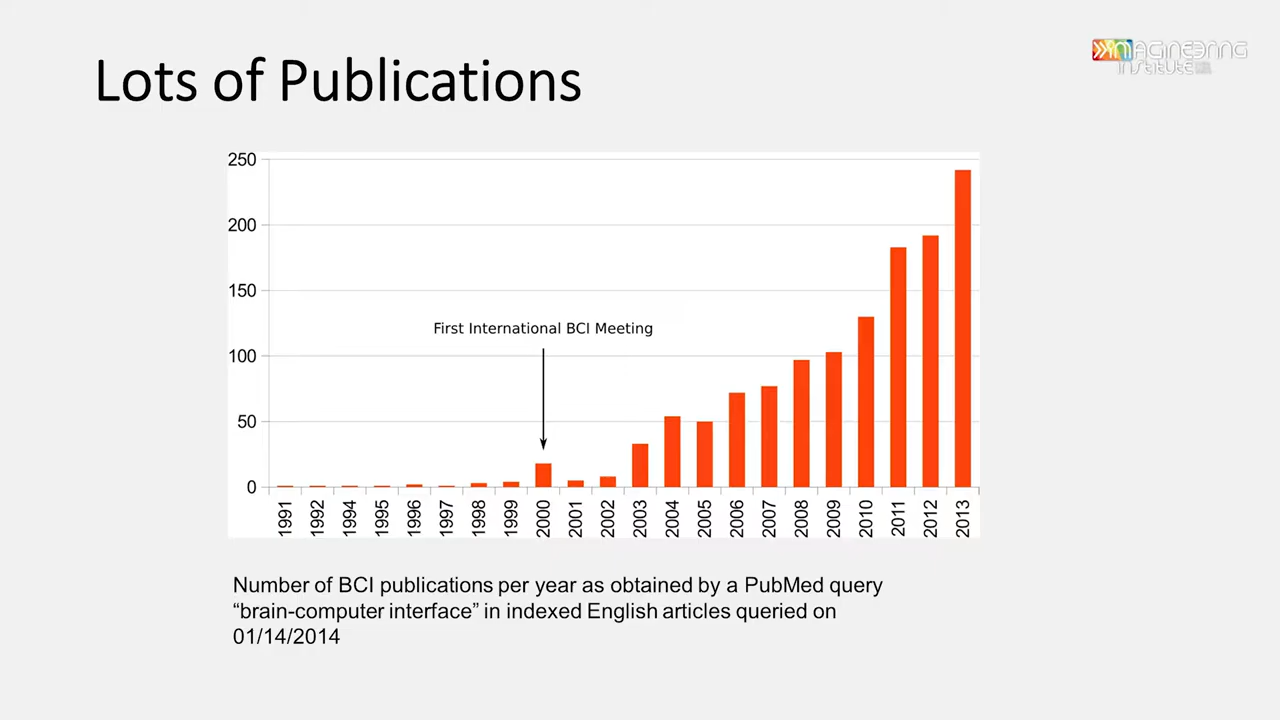 Lots of Publications
IMAGINEERING
INSTITUTE
250
200
150
100
50
0
First International BCI Meeting
1991 1992 1994 1995 1996 1997 1998 1999 2000 2001 2002 2003 2004 2005 2006 2007 2008 2009 2010 2011 2012 2013
Number of BCI publications per year as obtained by a PubMed query
“brain-computer interface” in indexed English articles queried on
01/14/2014